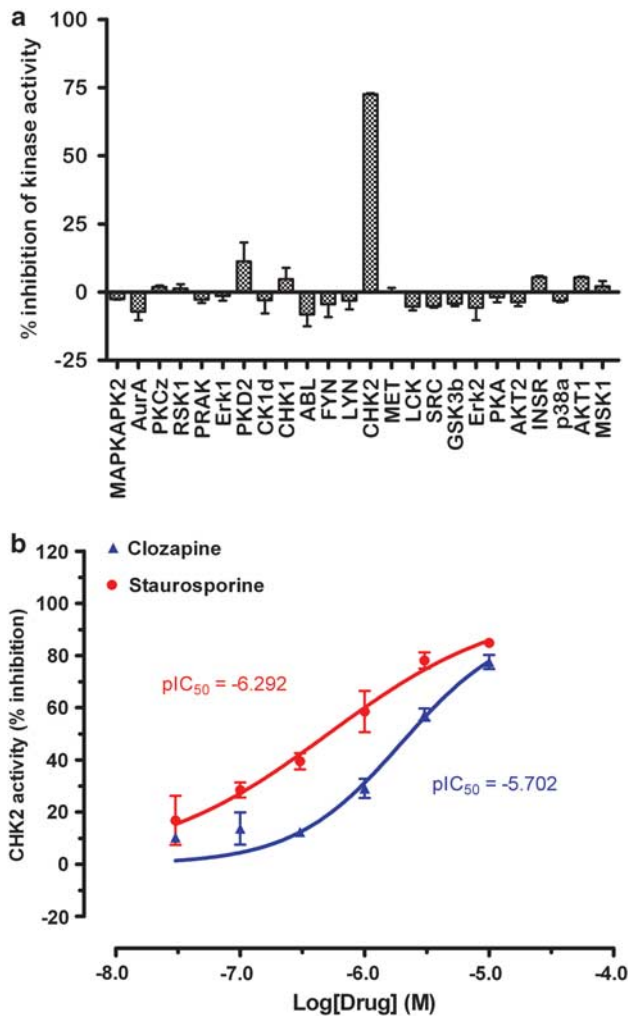 a
% inhibition of kinase activity
100
75
50
25
0
-25
MAPKAPK2
AurA
PKCz
RSK1
PRAK
Erk1
PKD2
CK1d
CHK1
ABL
FYN
LYN
CHK2
MET
LCK
SRC
GSK3b
Erk2
PKA
AKT2
INSR
p38a
AKT1
MSK1
b
Clozapine
Staurosporine
CHK2 activity (% inhibition)
120
100
80
60
40
20
0
-20
pIC50 = -6.292
pIC50 = -5.702
-8.0 -7.0 -6.0 -5.0 -4.0
Log[Drug] (M)